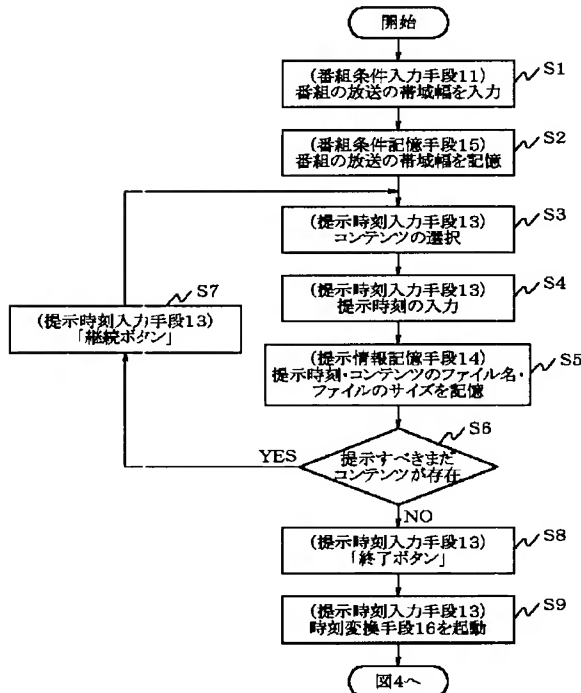 開始
S1
(番組条件入力手段11)
番組の放送の帯域幅を入力
S2
(番組条件記憶手段15)
番組の放送の帯域幅を記憶
S3
(提示時刻入力手段13)
コンテンツの選択
S4
(提示時刻入力手段13)
提示時刻の入力
S7
(提示時刻入力手段13)
「継続ボタン」
S5
(提示情報記憶手段14)
提示時刻・コンテンツのファイル名・
ファイルのサイズを記憶
S6
提示すべきまだ
コンテンツが存在
YES
NO
S8
(提示時刻入力手段13)
「終了ボタン」
S9
(提示時刻入力手段13)
時刻変換手段16を起動
図4へ